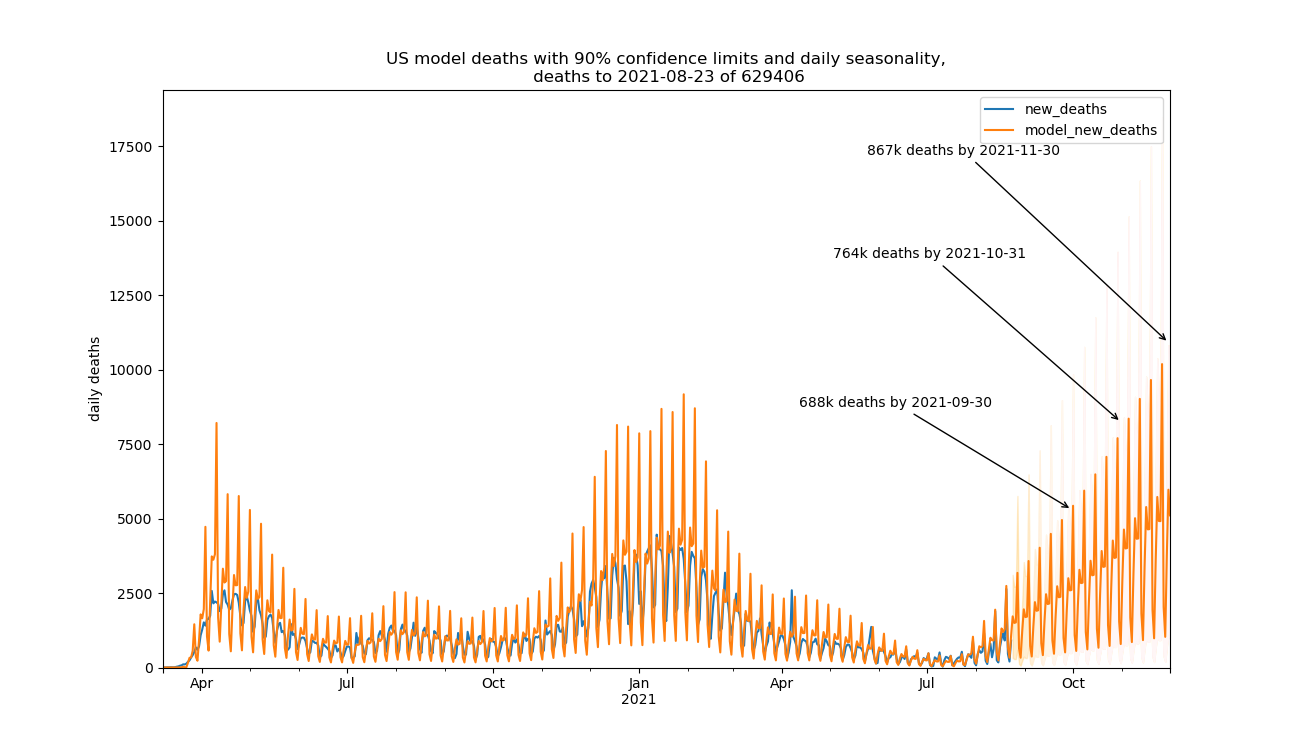 US model deaths with 90% confidence limits and daily seasonality,
deaths to 2021-08-23 of 629406
new_deaths
model_new_deaths
867k deaths by 2021-11-30
764k deaths by 2021-10-31
688k deaths by 2021-09-30
daily deaths
17500
15000
12500
10000
7500
5000
2500
0
Apr
Jul
Oct
Jan
2021
Apr
Jul
Oct